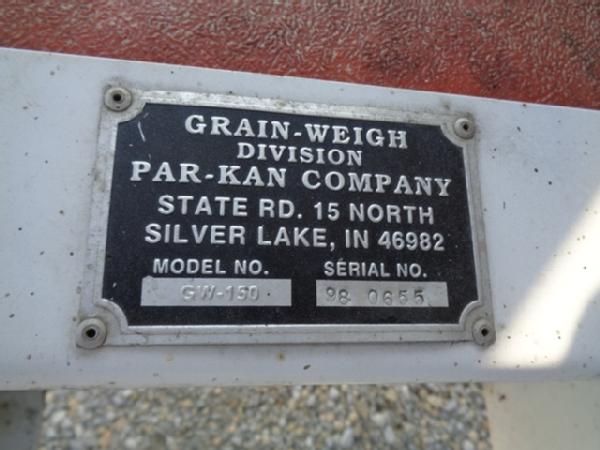 GRAIN-WEIGH
DIVISION
PAR-KAN COMPANY
STATE RD. 15 NORTH
SILVER LAKE, IN 46982
MODEL NO. SERIAL NO.
GW-150 98 0655